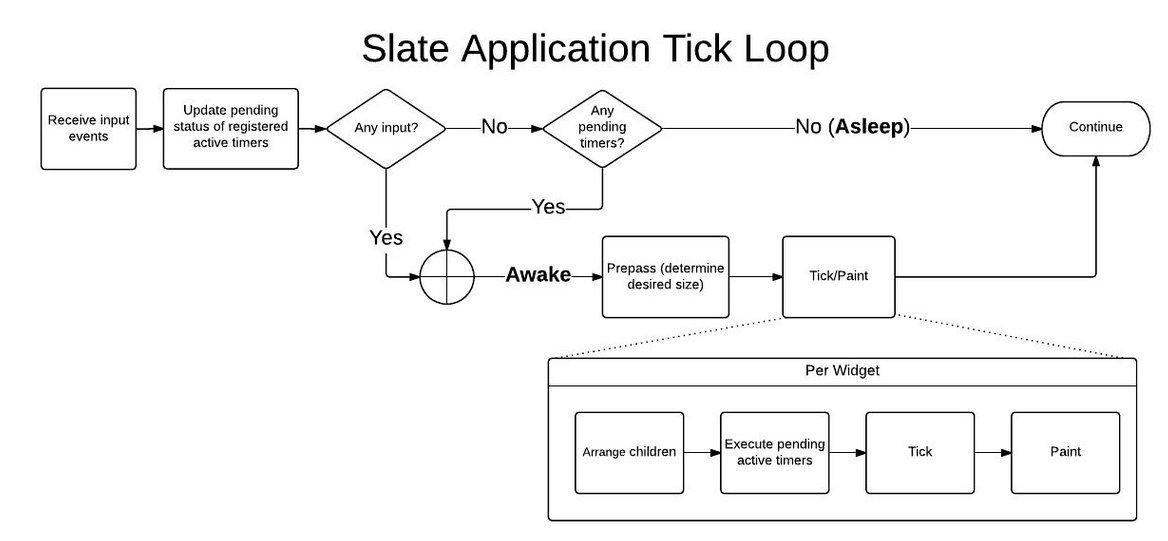 Slate Application Tick Loop
Receive input
events
Update pending
status of registered
active timers
Any input?
No
Any
pending
timers?
No (Asleep)
Continue
Yes
Yes
Awake
Prepass (determine
desired size)
Tick/Paint
Per Widget
Arrange children
Execute pending
active timers
Tick
Paint